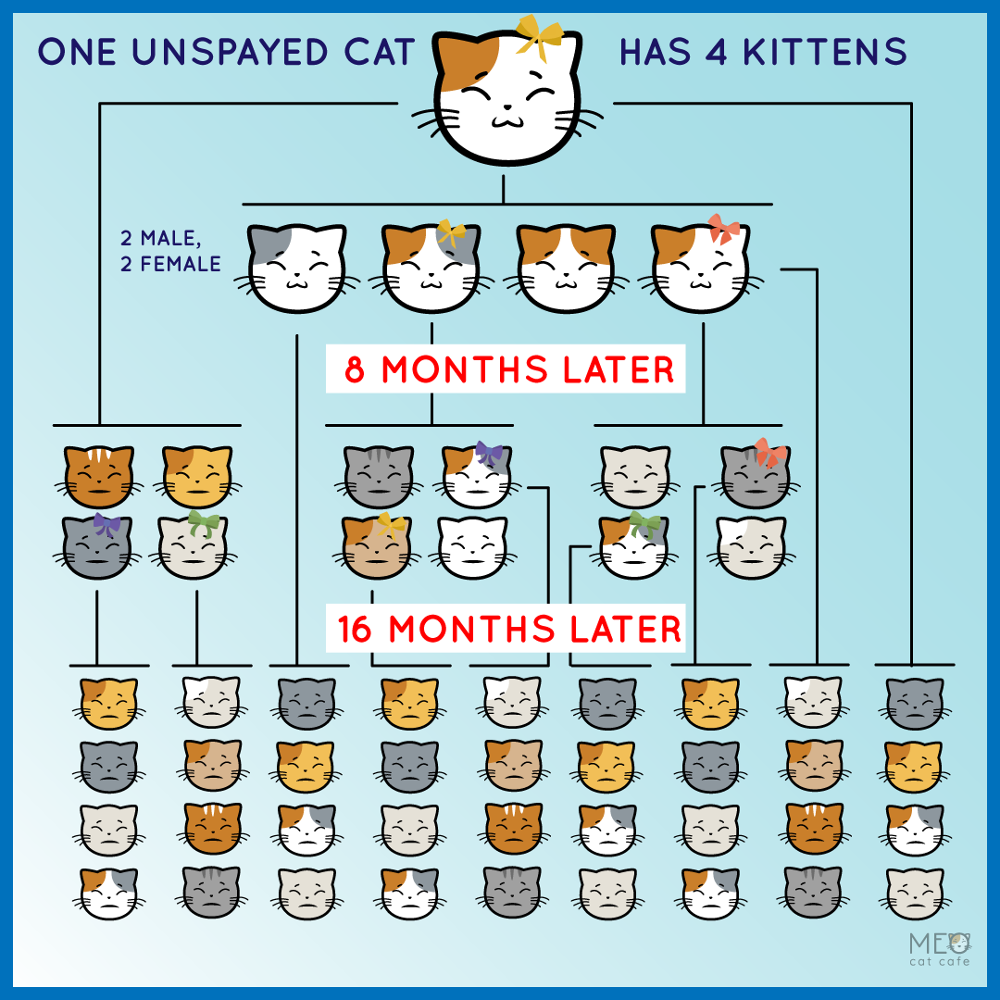 ONE UNSPAYED CAT HAS 4 KITTENS
2 MALE,
2 FEMALE
8 MONTHS LATER
16 MONTHS LATER
MEO
cat cafe